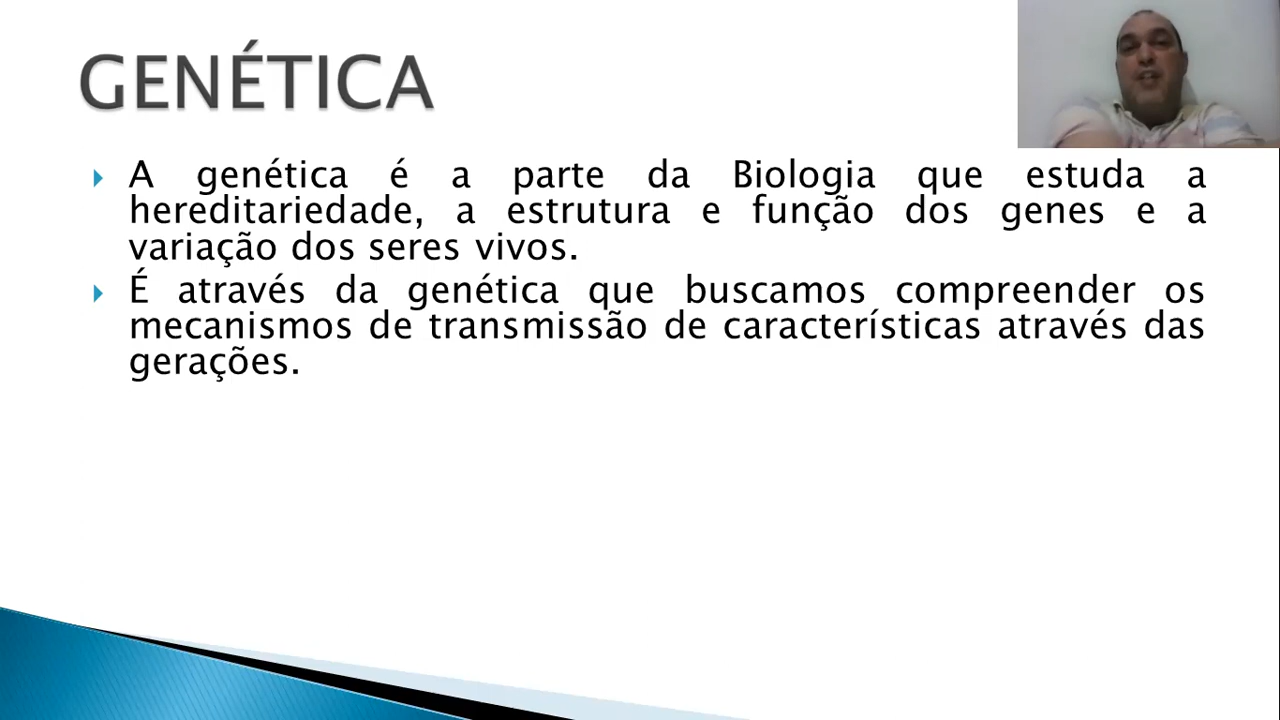 GENÉTICA
A genética é a parte da Biologia que estuda a
hereditariedade, a estrutura e função dos genes e a
variação dos seres vivos.
É através da genética que buscamos compreender os
mecanismos de transmissão de características através das
gerações.